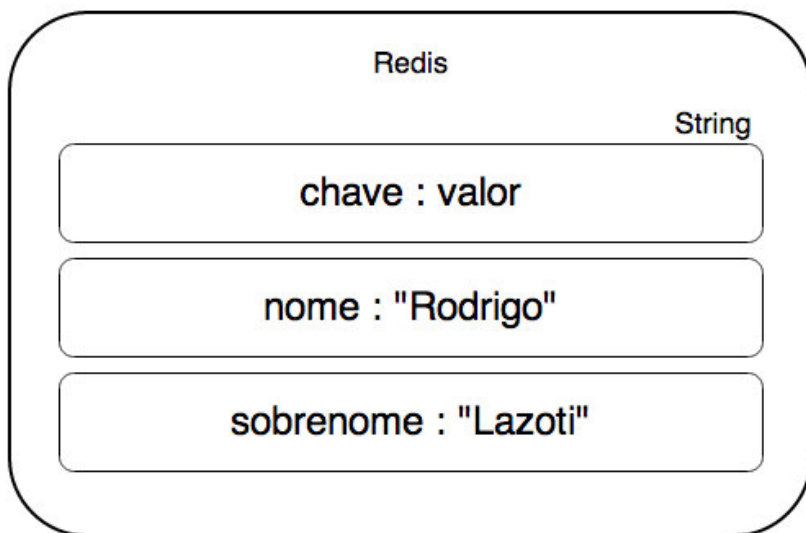 Redis
String
chave : valor
nome : "Rodrigo"
sobrenome : "Lazoti"